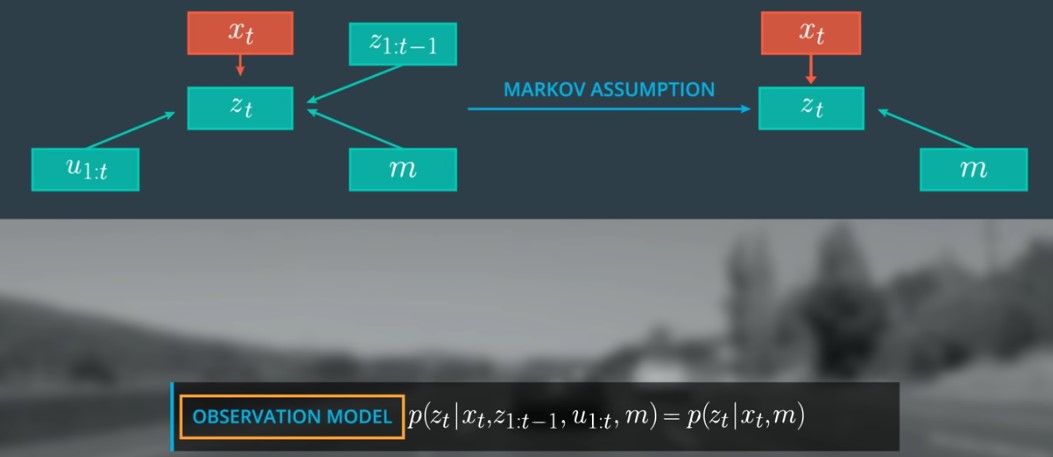 x_t
z_{1:t−1}
z_t
u_{1:t}
m
MARKOV ASSUMPTION
x_t
z_t
m
OBSERVATION MODEL p(z_t|x_t,z_{1:t−1}, u_{1:t}, m) = p(z_t|x_t,m)